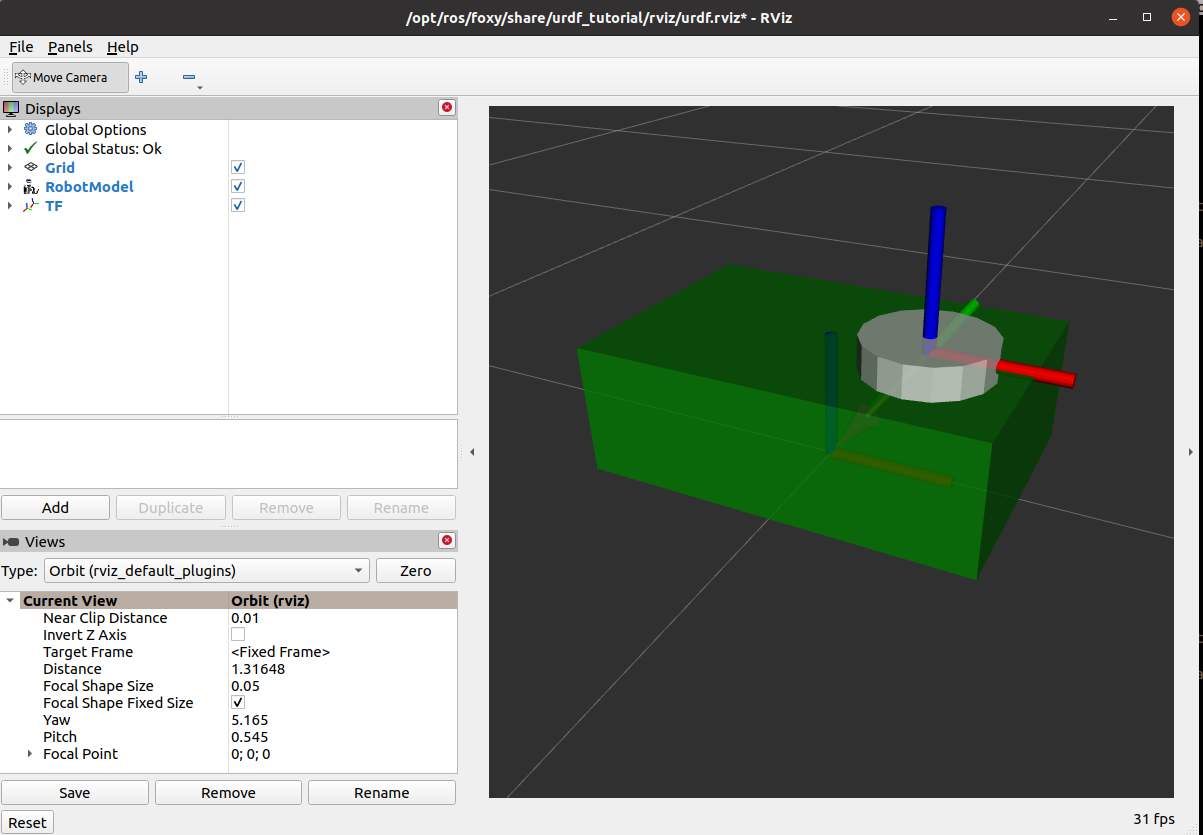 /opt/ros/foxy/share/urdf_tutorial/rviz/urdf.rviz* - RViz
File Panels Help
Move Camera
Displays
Global Options
Global Status: Ok
Grid
RobotModel
TF
Add Duplicate Remove Rename
Views
Type: Orbit (rviz_default_plugins) Zero
Current View Orbit (rviz)
Near Clip Distance 0.01
Invert Z Axis
Target Frame <Fixed Frame>
Distance 1.31648
Focal Shape Size 0.05
Focal Shape Fixed Size
Yaw 5.165
Pitch 0.545
Focal Point 0; 0; 0
Save Remove Rename
Reset
31 fps